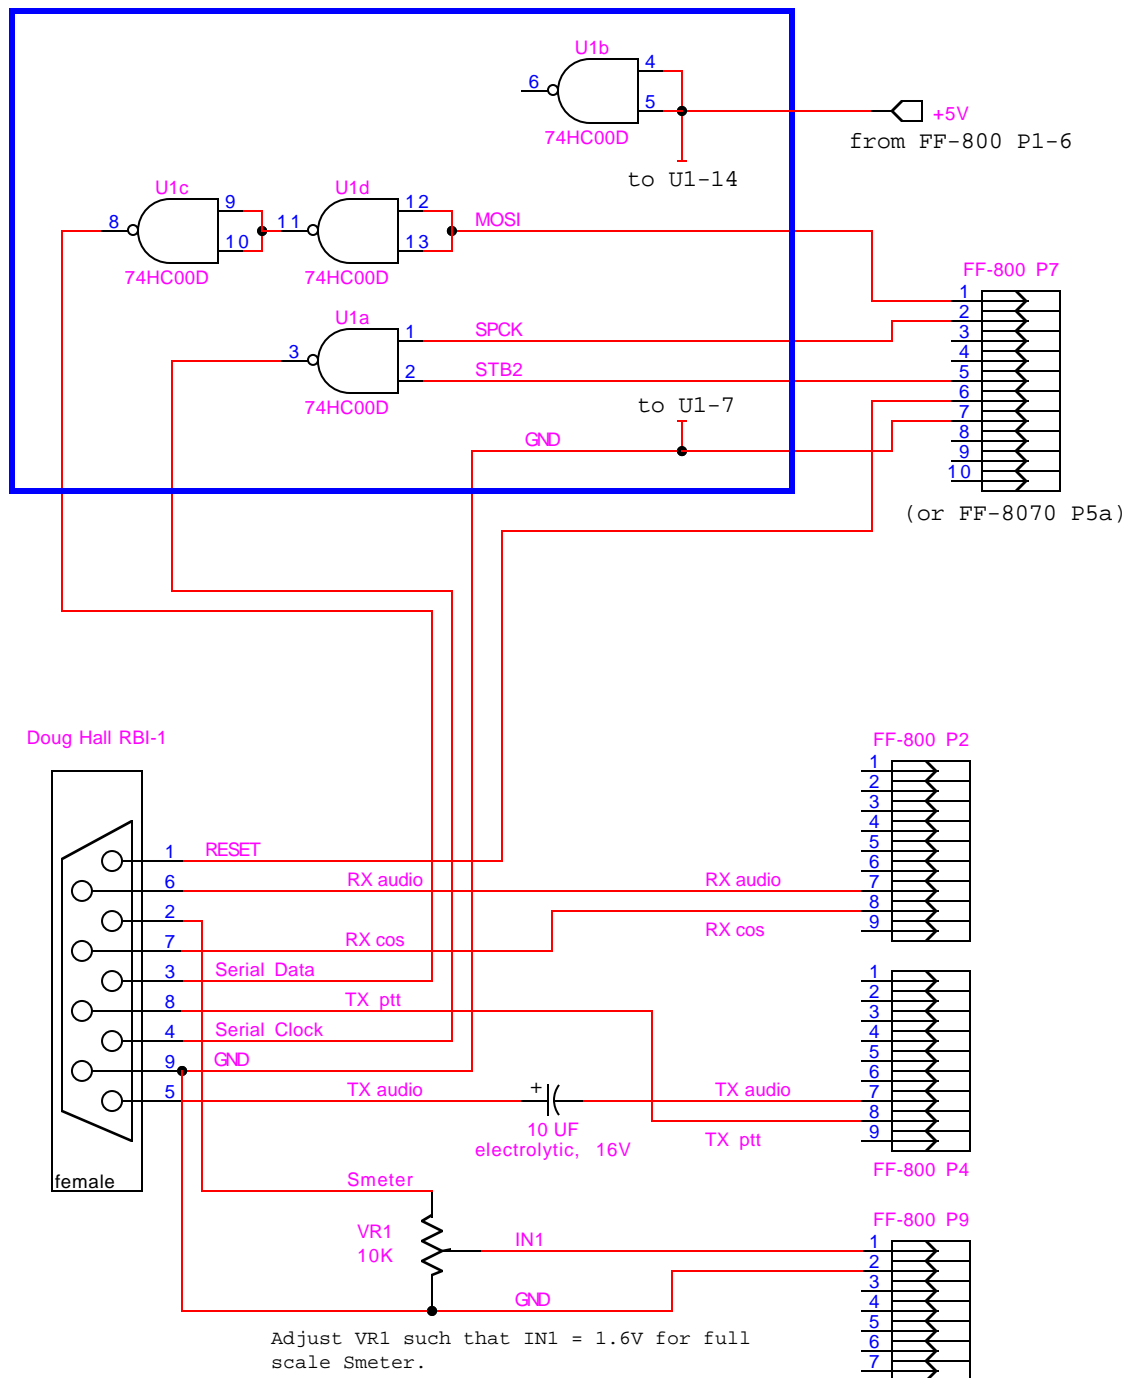 U1b
4
6
5
74HC00D
+5V
from FF-800 P1-6
to U1-14
U1c
U1d
9
12
8
11
MOSI
10
13
74HC00D
74HC00D
FF-800 P7
1
2
3
4
5
6
7
8
9
10
(or FF-8070 P5a)
U1a
1
SPCK
3
2
STB2
74HC00D
to U1-7
GND
Doug Hall RBI-1
FF-800 P2
1
2
3
4
5
6
7
8
9
1
RESET
6
RX audio
RX audio
2
7
RX cos
RX cos
3
Serial Data
8
TX ptt
4
Serial Clock
9
GND
5
TX audio
+
TX audio
10 UF
electrolytic, 16V
TX ptt
1
2
3
4
5
6
7
8
9
FF-800 P4
female
Smeter
VR1
10K
IN1
GND
FF-800 P9
1
2
3
4
5
6
7
Adjust VR1 such that IN1 = 1.6V for full
scale Smeter.